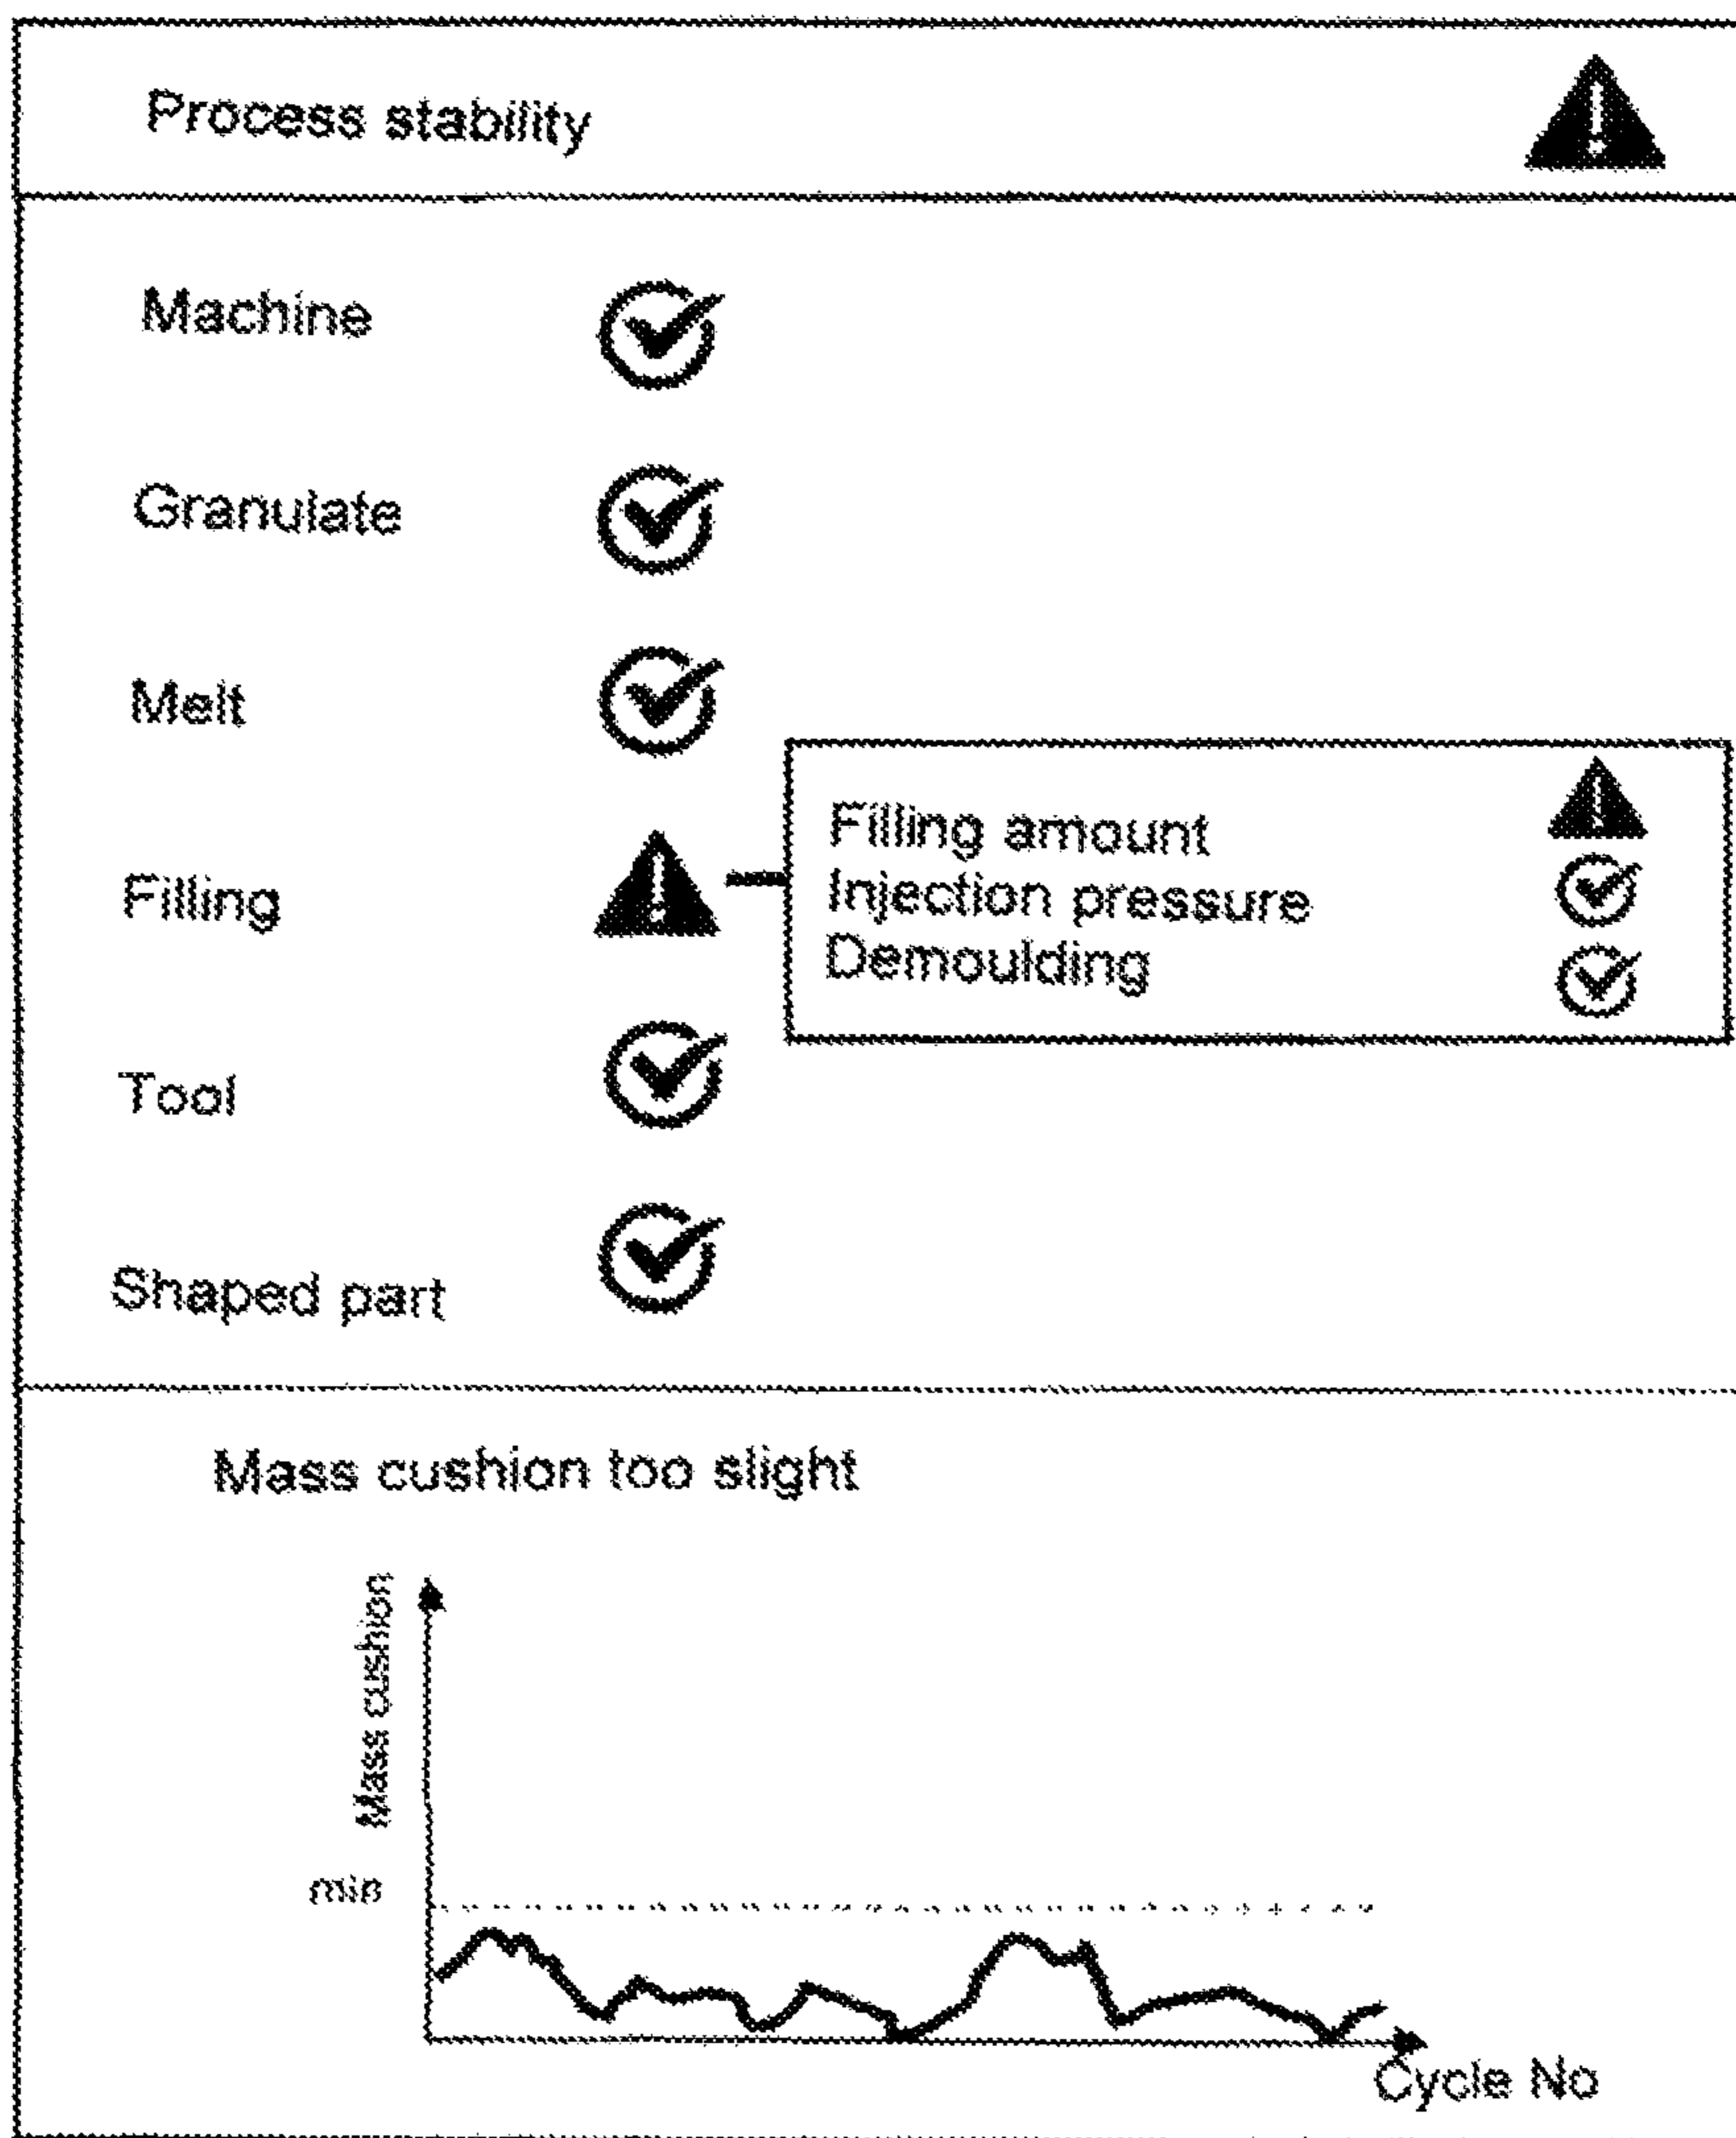 Process stability
Machine
Granulate
Melt
Filling
Filling amount
Injection pressure
Demoulding
Tool
Shaped part
Mass cushion too slight
Mass cushion
min
Cycle No